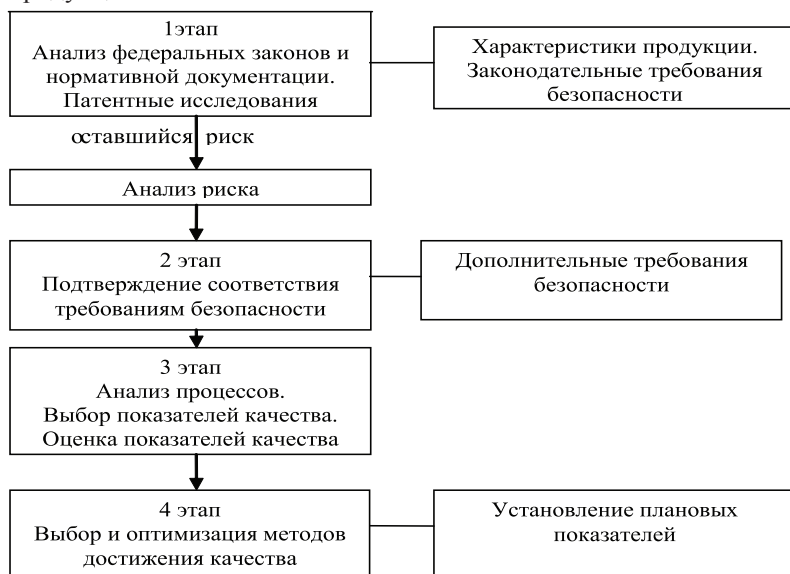 1этап
Анализ федеральных законов и
нормативной документации.
Патентные исследования
Характеристики продукции.
Законодательные требования
безопасности
оставшийся риск
Анализ риска
2 этап
Подтверждение соответствия
требованиям безопасности
Дополнительные требования
безопасности
3 этап
Анализ процессов.
Выбор показателей качества.
Оценка показателей качества
4 этап
Выбор и оптимизация методов
достижения качества
Установление плановых
показателей